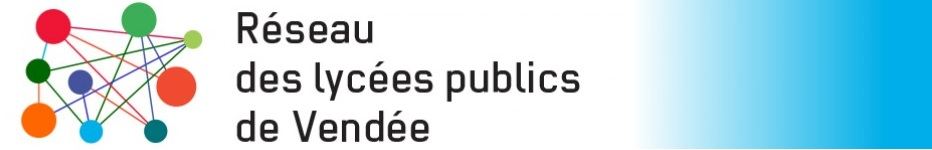 Réseau
des lycées publics
de Vendée